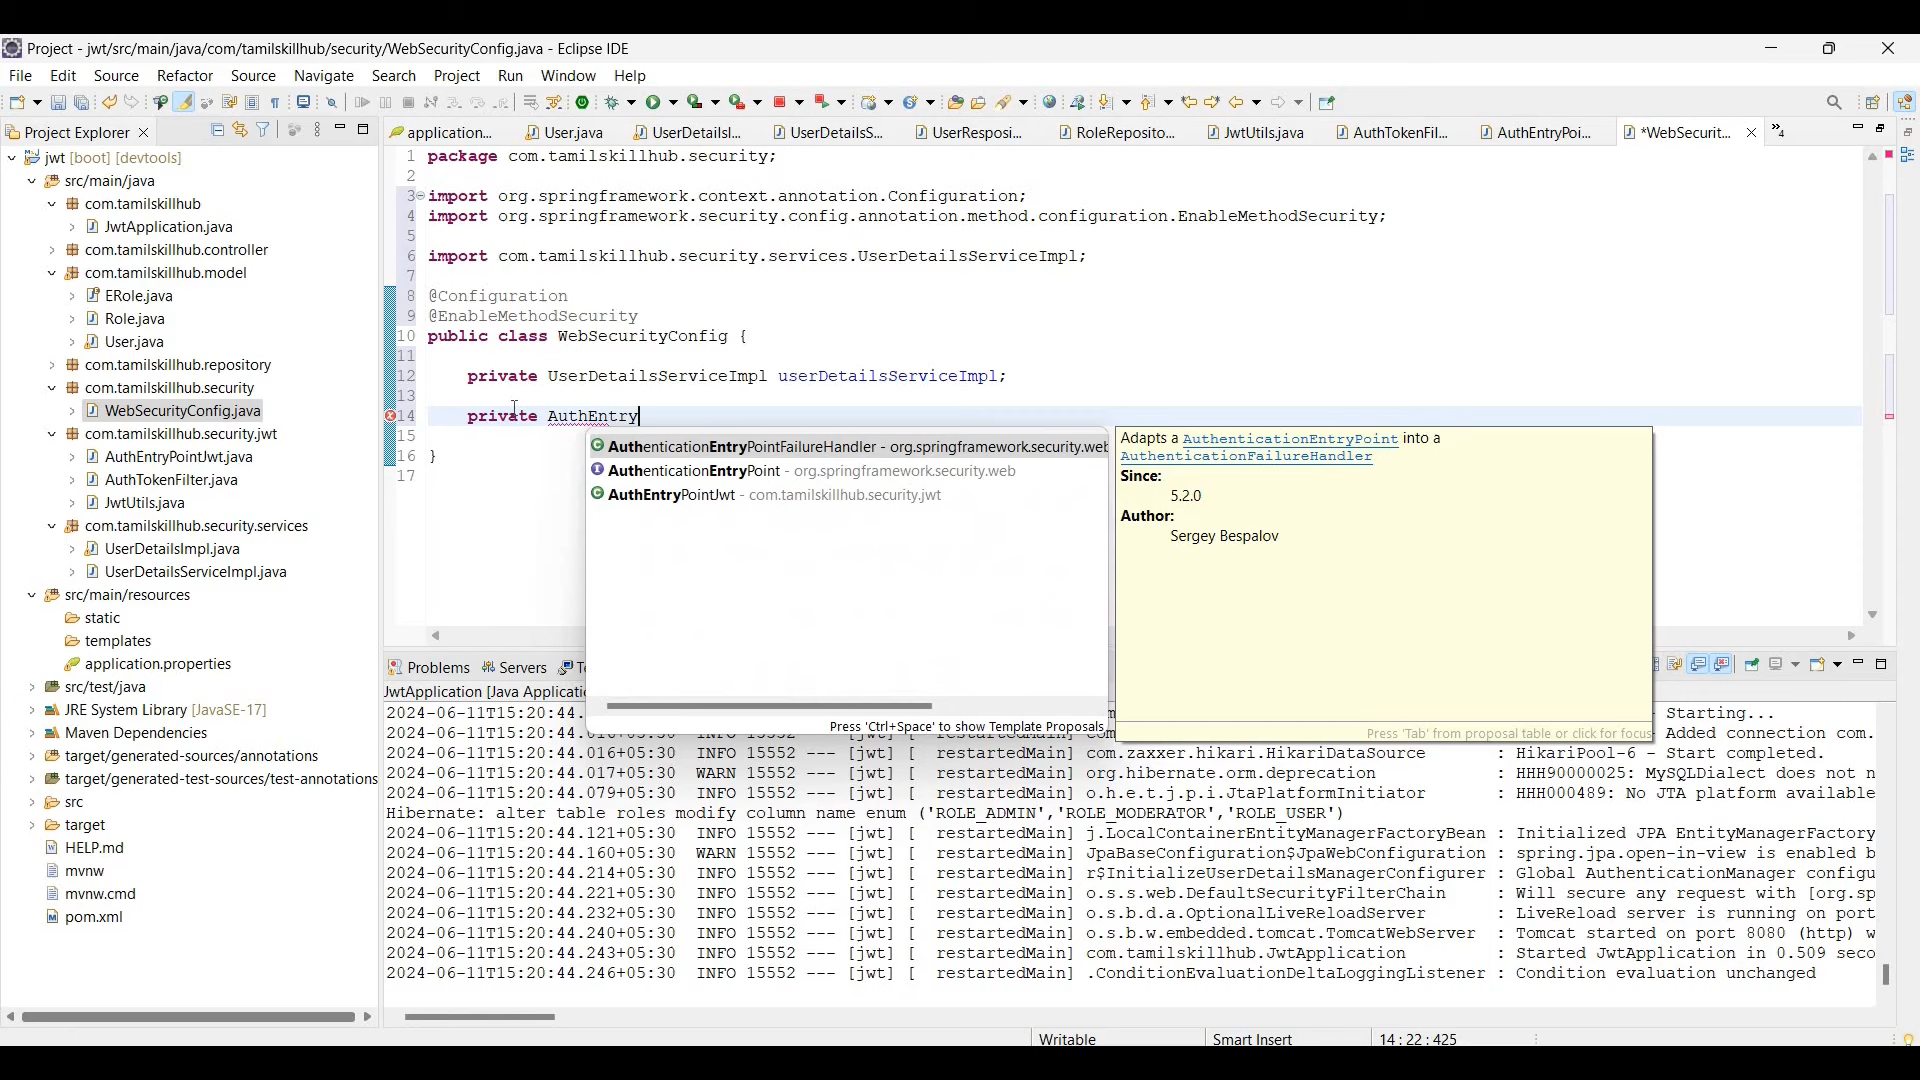 Project - jwt/src/main/java/com/tamilskillhub/security/WebSecurityConfig.java - Eclipse IDE
File Edit Source Refactor Source Navigate Search Project Run Window Help
Project Explorer
jwt [boot] [devtools]
src/main/java
com.tamilskillhub
JwtApplication.java
com.tamilskillhub.controller
com.tamilskillhub.model
ERole.java
Role.java
User.java
com.tamilskillhub.repository
com.tamilskillhub.security
WebSecurityConfig.java
com.tamilskillhub.security.jwt
AuthEntryPointJwt.java
AuthTokenFilter.java
JwtUtils.java
com.tamilskillhub.security.services
UserDetailsImpl.java
UserDetailsServiceImpl.java
src/main/resources
static
templates
application.properties
src/test/java
JRE System Library [JavaSE-17]
Maven Dependencies
target/generated-sources/annotations
target/generated-test-sources/test-annotations
src
target
HELP.md
mvnw
mvnw.cmd
pom.xml
application... User.java UserDetailsI... UserDetailsS... UserResposi... RoleReposito... JwtUtils.java AuthTokenFil... AuthEntryPoi... *WebSecurit... »4
1 package com.tamilskillhub.security;
2
3 import org.springframework.context.annotation.Configuration;
4 import org.springframework.security.config.annotation.method.configuration.EnableMethodSecurity;
5
6 import com.tamilskillhub.security.services.UserDetailsServiceImpl;
7
8 @Configuration
9 @EnableMethodSecurity
10 public class WebSecurityConfig {
11
12 private UserDetailsServiceImpl userDetailsServiceImpl;
13
14 private AuthEntry
15
16 }
17
AuthenticationEntryPointFailureHandler - org.springframework.security.web
AuthenticationEntryPoint - org.springframework.security.web
AuthEntryPointJwt - com.tamilskillhub.security.jwt
Press 'Ctrl+Space' to show Template Proposals
Adapts a AuthenticationEntryPoint into a
AuthenticationFailureHandler
Since:
5.2.0
Author:
Sergey Bespalov
Press 'Tab' from proposal table or click for focus
Problems Servers
JwtApplication [Java Applicatio
2024-06-11T15:20:44. - Starting...
Added connection com.
2024-06-11T15:20:44.016+05:30 INFO 15552 --- [jwt] [ restartedMain] com.zaxxer.hikari.HikariDataSource : HikariPool-6 - Start completed.
2024-06-11T15:20:44.017+05:30 WARN 15552 --- [jwt] [ restartedMain] org.hibernate.orm.deprecation : HHH90000025: MySQLDialect does not n
2024-06-11T15:20:44.079+05:30 INFO 15552 --- [jwt] [ restartedMain] o.h.e.t.j.p.i.JtaPlatformInitiator : HHH000489: No JTA platform available
Hibernate: alter table roles modify column name enum ('ROLE_ADMIN','ROLE_MODERATOR','ROLE_USER')
2024-06-11T15:20:44.121+05:30 INFO 15552 --- [jwt] [ restartedMain] j.LocalContainerEntityManagerFactoryBean : Initialized JPA EntityManagerFactory
2024-06-11T15:20:44.160+05:30 WARN 15552 --- [jwt] [ restartedMain] JpaBaseConfiguration$JpaWebConfiguration : spring.jpa.open-in-view is enabled b
2024-06-11T15:20:44.214+05:30 INFO 15552 --- [jwt] [ restartedMain] r$InitializeUserDetailsManagerConfigurer : Global AuthenticationManager configu
2024-06-11T15:20:44.221+05:30 INFO 15552 --- [jwt] [ restartedMain] o.s.s.web.DefaultSecurityFilterChain : Will secure any request with [org.sp
2024-06-11T15:20:44.232+05:30 INFO 15552 --- [jwt] [ restartedMain] o.s.b.d.a.OptionalLiveReloadServer : LiveReload server is running on port
2024-06-11T15:20:44.240+05:30 INFO 15552 --- [jwt] [ restartedMain] o.s.b.w.embedded.tomcat.TomcatWebServer : Tomcat started on port 8080 (http) w
2024-06-11T15:20:44.243+05:30 INFO 15552 --- [jwt] [ restartedMain] com.tamilskillhub.JwtApplication : Started JwtApplication in 0.509 seco
2024-06-11T15:20:44.246+05:30 INFO 15552 --- [jwt] [ restartedMain] .ConditionEvaluationDeltaLoggingListener : Condition evaluation unchanged
Writable Smart Insert 14 : 22 : 425